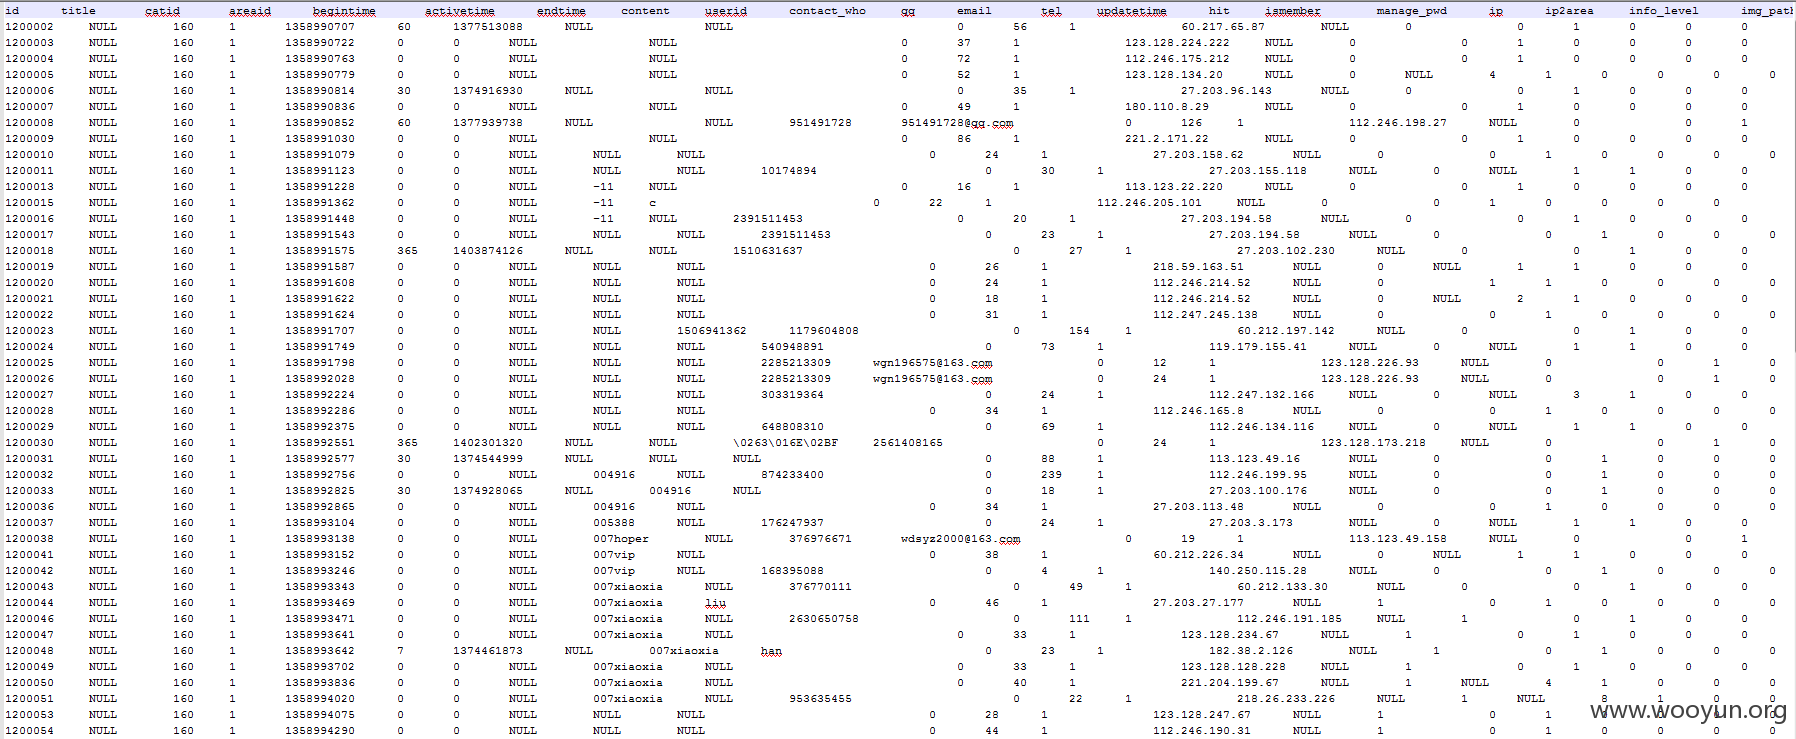 id title catid areaid begintime activetime endtime content userid contact_who qq email tel updatetime hit ismember manage_pwd ip ip2area info_level img_path
1200002 NULL 160 1 1358990707 60 1377513088 NULL NULL 0 56 1 60.217.65.87 NULL 0 0 1 0 0 0
1200003 NULL 160 1 1358990722 0 0 NULL NULL 0 37 1 123.128.224.222 NULL 0 0 1 0 0 0 0
1200004 NULL 160 1 1358990763 0 0 NULL NULL 0 72 1 112.246.175.212 NULL 0 0 1 0 0 0 0
1200005 NULL 160 1 1358990779 0 0 NULL NULL 0 52 1 123.128.134.20 NULL 0 NULL 4 1 0 0 0 0
1200006 NULL 160 1 1358990814 30 1374916930 NULL NULL 0 35 1 27.203.96.143 NULL 0 0 1 0 0 0
1200007 NULL 160 1 1358990836 0 0 NULL NULL 0 49 1 180.110.8.29 NULL 0 0 1 0 0 0 0
1200008 NULL 160 1 1358990852 60 1377939738 NULL NULL 951491728 951491728@qq.com 0 126 1 112.246.198.27 NULL 0 0 1
1200009 NULL 160 1 1358991030 0 0 NULL NULL 0 86 1 221.2.171.22 NULL 0 0 1 0 0 0 0
1200010 NULL 160 1 1358991079 0 0 NULL NULL NULL 0 24 1 27.203.158.62 NULL 0 0 1 0 0 0 0
1200011 NULL 160 1 1358991123 0 0 NULL NULL NULL 10174894 0 30 1 27.203.155.118 NULL 0 NULL 1 1 0 0
1200013 NULL 160 1 1358991228 0 0 NULL -11 NULL 0 16 1 113.123.22.220 NULL 0 0 1 0 0 0 0
1200015 NULL 160 1 1358991362 0 0 NULL -11 c 0 22 1 112.246.205.101 NULL 0 0 1 0 0 0 0
1200016 NULL 160 1 1358991448 0 0 NULL -11 NULL 2391511453 0 20 1 27.203.194.58 NULL 0 0 1 0 0 0
1200017 NULL 160 1 1358991543 0 0 NULL NULL NULL 2391511453 0 23 1 27.203.194.58 NULL 0 0 1 0 0 0
1200018 NULL 160 1 1358991575 365 1403874126 NULL NULL 1510631637 0 27 1 27.203.102.230 NULL 0 0 1 0 0
1200019 NULL 160 1 1358991587 0 0 NULL NULL NULL 0 26 1 218.59.163.51 NULL 0 NULL 1 1 0 0 0 0
1200020 NULL 160 1 1358991608 0 0 NULL NULL NULL 0 24 1 112.246.214.52 NULL 0 1 1 0 0 0 0
1200021 NULL 160 1 1358991622 0 0 NULL NULL NULL 0 18 1 112.246.214.52 NULL 0 NULL 2 1 0 0 0 0
1200022 NULL 160 1 1358991624 0 0 NULL NULL NULL 0 31 1 112.247.245.138 NULL 0 0 1 0 0 0 0
1200023 NULL 160 1 1358991707 0 0 NULL NULL 1506941362 1179604808 0 154 1 60.212.197.142 NULL 0 0 1 0 0
1200024 NULL 160 1 1358991749 0 0 NULL NULL NULL 540948891 0 73 1 119.179.155.41 NULL 0 NULL 1 1 0 0 0
1200025 NULL 160 1 1358991798 0 0 NULL NULL NULL 2285213309 wgn196575@163.com 0 12 1 123.128.226.93 NULL 0 0 1 0
1200026 NULL 160 1 1358992028 0 0 NULL NULL NULL 2285213309 wgn196575@163.com 0 24 1 123.128.226.93 NULL 0 0 1 0
1200027 NULL 160 1 1358992224 0 0 NULL NULL NULL 303319364 0 24 1 112.247.132.166 NULL 0 NULL 3 1 0 0
1200028 NULL 160 1 1358992286 0 0 NULL NULL NULL 0 34 1 112.246.165.8 NULL 0 0 1 0 0 0 0
1200029 NULL 160 1 1358992375 0 0 NULL NULL NULL 648808310 0 69 1 112.246.134.116 NULL 0 NULL 1 1 0 0
1200030 NULL 160 1 1358992551 365 1402301320 NULL NULL \0263\016E\02BF 2561408165 0 24 1 123.128.173.218 NULL 0 0 1 0
1200031 NULL 160 1 1358992577 30 1374544999 NULL NULL NULL 0 88 1 113.123.49.16 NULL 0 0 1 0 0 0
1200032 NULL 160 1 1358992756 0 0 NULL 004916 NULL 874233400 0 239 1 112.246.199.95 NULL 0 0 1 0 0 0
1200033 NULL 160 1 1358992825 30 1374928065 NULL 004916 NULL 0 18 1 27.203.100.176 NULL 0 0 1 0 0 0
1200036 NULL 160 1 1358992865 0 0 NULL 004916 NULL 0 34 1 27.203.113.48 NULL 0 0 1 0 0 0 0
1200037 NULL 160 1 1358993104 0 0 NULL 005388 NULL 176247937 0 24 1 27.203.3.173 NULL 0 NULL 1 1 0 0
1200038 NULL 160 1 1358993138 0 0 NULL 007hoper NULL 376976671 wdsyz2000@163.com 0 19 1 113.123.49.158 NULL 0 0 1
1200041 NULL 160 1 1358993152 0 0 NULL 007vip NULL 0 38 1 60.212.226.34 NULL 0 NULL 1 1 0 0 0 0
1200042 NULL 160 1 1358993246 0 0 NULL 007vip NULL 168395088 0 4 1 140.250.115.28 NULL 0 0 1 0 0 0
1200043 NULL 160 1 1358993343 0 0 NULL 007xiaoxia NULL 376770111 0 49 1 60.212.133.30 NULL 0 0 1 0 0
1200044 NULL 160 1 1358993469 0 0 NULL 007xiaoxia liu 0 46 1 27.203.27.177 NULL 1 0 1 0 0 0 0
1200046 NULL 160 1 1358993471 0 0 NULL 007xiaoxia NULL 2630650758 0 111 1 112.246.191.185 NULL 1 0 1 0 0
1200047 NULL 160 1 1358993641 0 0 NULL 007xiaoxia NULL 0 33 1 123.128.234.67 NULL 1 0 1 0 0 0 0
1200048 NULL 160 1 1358993642 7 1374461873 NULL 007xiaoxia han 0 23 1 182.38.2.126 NULL 1 0 1 0 0 0
1200049 NULL 160 1 1358993702 0 0 NULL 007xiaoxia NULL 0 33 1 123.128.128.228 NULL 1 0 1 0 0 0 0
1200050 NULL 160 1 1358993836 0 0 NULL 007xiaoxia NULL 0 40 1 221.204.199.67 NULL 1 NULL 4 1 0 0 0 0
1200051 NULL 160 1 1358994020 0 0 NULL 007xiaoxia NULL 953635455 0 22 1 218.26.233.226 NULL 1 NULL 8 1 0 0
1200053 NULL 160 1 1358994075 0 0 NULL NULL NULL 0 28 1 123.128.247.67 NULL 1 0 1 0 0 0 0
1200054 NULL 160 1 1358994290 0 0 NULL NULL NULL 0 44 1 112.246.190.31 NULL 1 0 1 0 0 0 0
www.wooyun.org